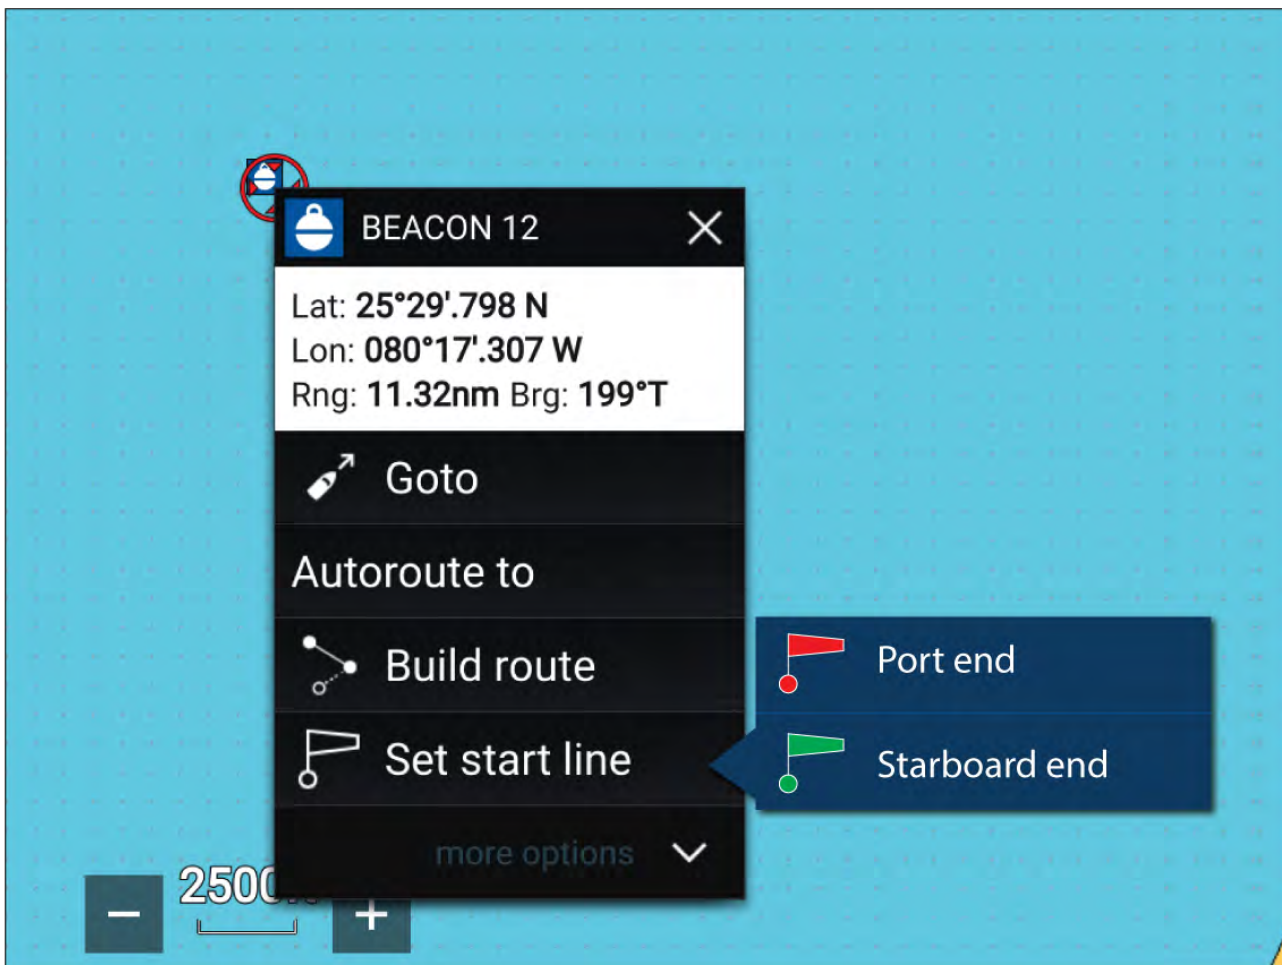 BEACON 12
Lat: 25°29'.798 N
Lon: 080°17'.307 W
Rng: 11.32nm Brg: 199°T
Goto
Autoroute to
Build route
Port end
Set start line
Starboard end
more options